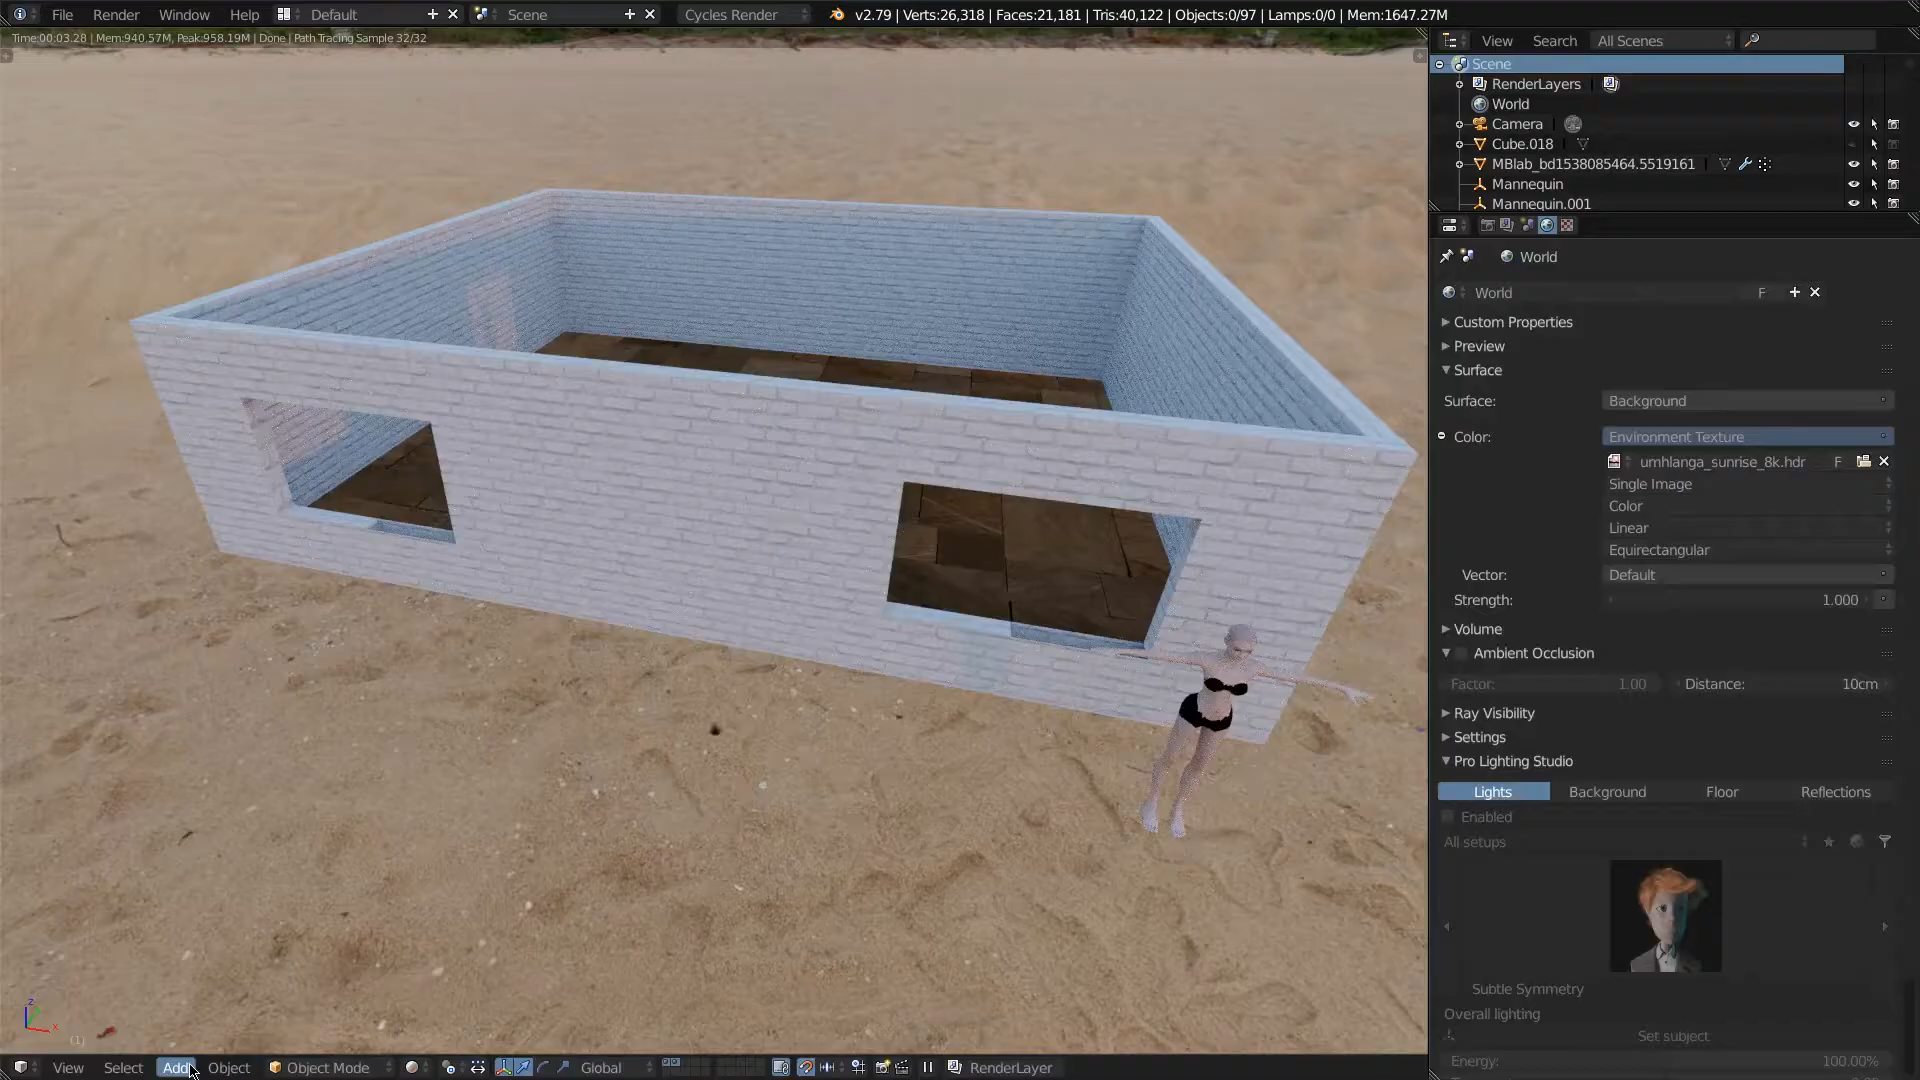 File Render Window Help Default Scene Cycles Render v2.79 | Verts:26,318 | Faces:21,181 | Tris:40,122 | Objects:0/97 | Lamps:0/0 | Mem:1647.27M
Time:00:03.28 | Mem:940.57M, Peak:958.19M | Done | Path Tracing Sample 32/32
View Search All Scenes
Scene
RenderLayers
World
Camera
Cube.018
MBlab_bd1538085464.5519161
Mannequin
Mannequin.001
World
World F
Custom Properties
Preview
Surface
Surface: Background
Color: Environment Texture
umhlanga_sunrise_8k.hdr F
Single Image
Color
Linear
Equirectangular
Vector: Default
Strength: 1.000
Volume
Ambient Occlusion
Factor: 1.00 Distance: 10cm
Ray Visibility
Settings
Pro Lighting Studio
Lights Background Floor Reflections
Enabled
All setups
Subtle Symmetry
Overall lighting
Set subject
Energy: 100.00%
z
x
(1)
View Select Add Object Object Mode Global RenderLayer